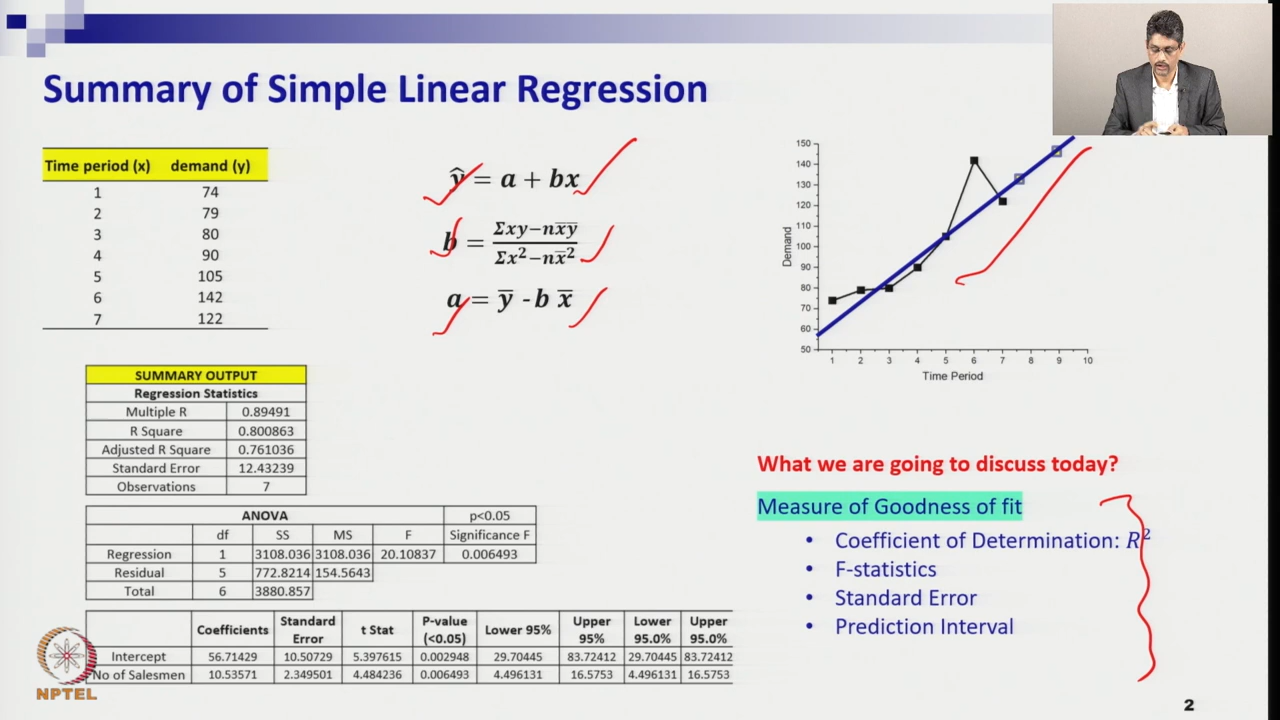 Summary of Simple Linear Regression
Time period (x) demand (y)
1 74
2 79
3 80
4 90
5 105
6 142
7 122
ŷ = a + bx
b = Σxy−nx̅y̅ / Σx²−nx̅²
a = y̅ - b x̅
150
140
130
120
110
100
90
80
70
60
50
Demand
1 2 3 4 5 6 7 8 9 10
Time Period
SUMMARY OUTPUT
Regression Statistics
Multiple R 0.89491
R Square 0.800863
Adjusted R Square 0.761036
Standard Error 12.43239
Observations 7
ANOVA p<0.05
df SS MS F Significance F
Regression 1 3108.036 3108.036 20.10837 0.006493
Residual 5 772.8214 154.5643
Total 6 3880.857
Coefficients Standard Error t Stat P-value (<0.05) Lower 95% Upper 95% Lower 95.0% Upper 95.0%
Intercept 56.71429 10.50729 5.397615 0.002948 29.70445 83.72412 29.70445 83.72412
No of Salesmen 10.53571 2.349501 4.484236 0.006493 4.496131 16.5753 4.496131 16.5753
What we are going to discuss today?
Measure of Goodness of fit
• Coefficient of Determination: R²
• F-statistics
• Standard Error
• Prediction Interval
NPTEL
2